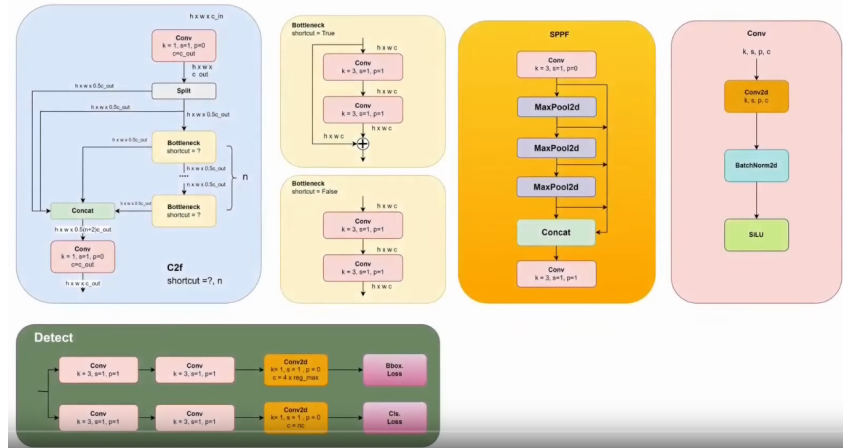 h x w x c_in
Conv
k = 1, s=1, p=0
c=c_out
h x w x
c_out
Split
h x w x 0.5c_out
h x w x 0.5c_out
h x w x 0.5c_out
h x w x 0.5c_out
Bottleneck
shortcut = ?
h x w x 0.5c_out
....
h x w x 0.5c_out
n
Bottleneck
shortcut = ?
h x w x 0.5c_out
Concat
h x w x 0.5(n+2)c_out
Conv
k = 1, s=1, p=0
c=c_out
h x w x c_out
C2f
shortcut =?, n
Bottleneck
shortcut = True
h x w c
Conv
k = 3, s=1, p=1
h x w c
Conv
k = 3, s=1, p=1
h x w c
h x w c
Bottleneck
shortcut = False
h x w c
Conv
k = 3, s=1, p=1
h x w c
Conv
k = 3, s=1, p=1
h x w c
SPPF
Conv
k = 3, s=1, p=0
MaxPool2d
MaxPool2d
MaxPool2d
Concat
Conv
k = 3, s=1, p=1
Conv
k, s, p, c
Conv2d
k, s, p, c
BatchNorm2d
SiLU
Detect
Conv
k = 3, s=1, p=1
Conv
k = 3, s=1, p=1
Conv2d
k= 1, s = 1 , p = 0
c = 4 x reg_max
Bbox.
Loss
Conv
k = 3, s=1, p=1
Conv
k = 3, s=1, p=1
Conv2d
k= 1, s = 1 , p = 0
c = nc
Cls.
Loss